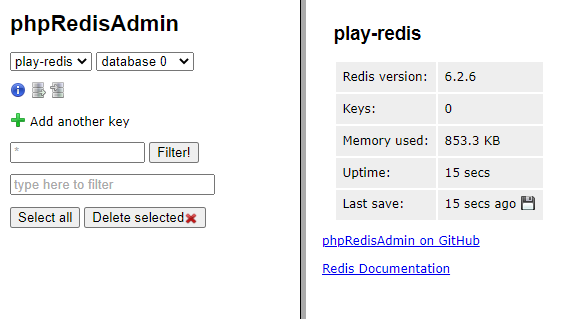 phpRedisAdmin
play-redis database 0
Add another key
* Filter!
type here to filter
Select all Delete selected
play-redis
Redis version: 6.2.6
Keys: 0
Memory used: 853.3 KB
Uptime: 15 secs
Last save: 15 secs ago
phpRedisAdmin on GitHub
Redis Documentation